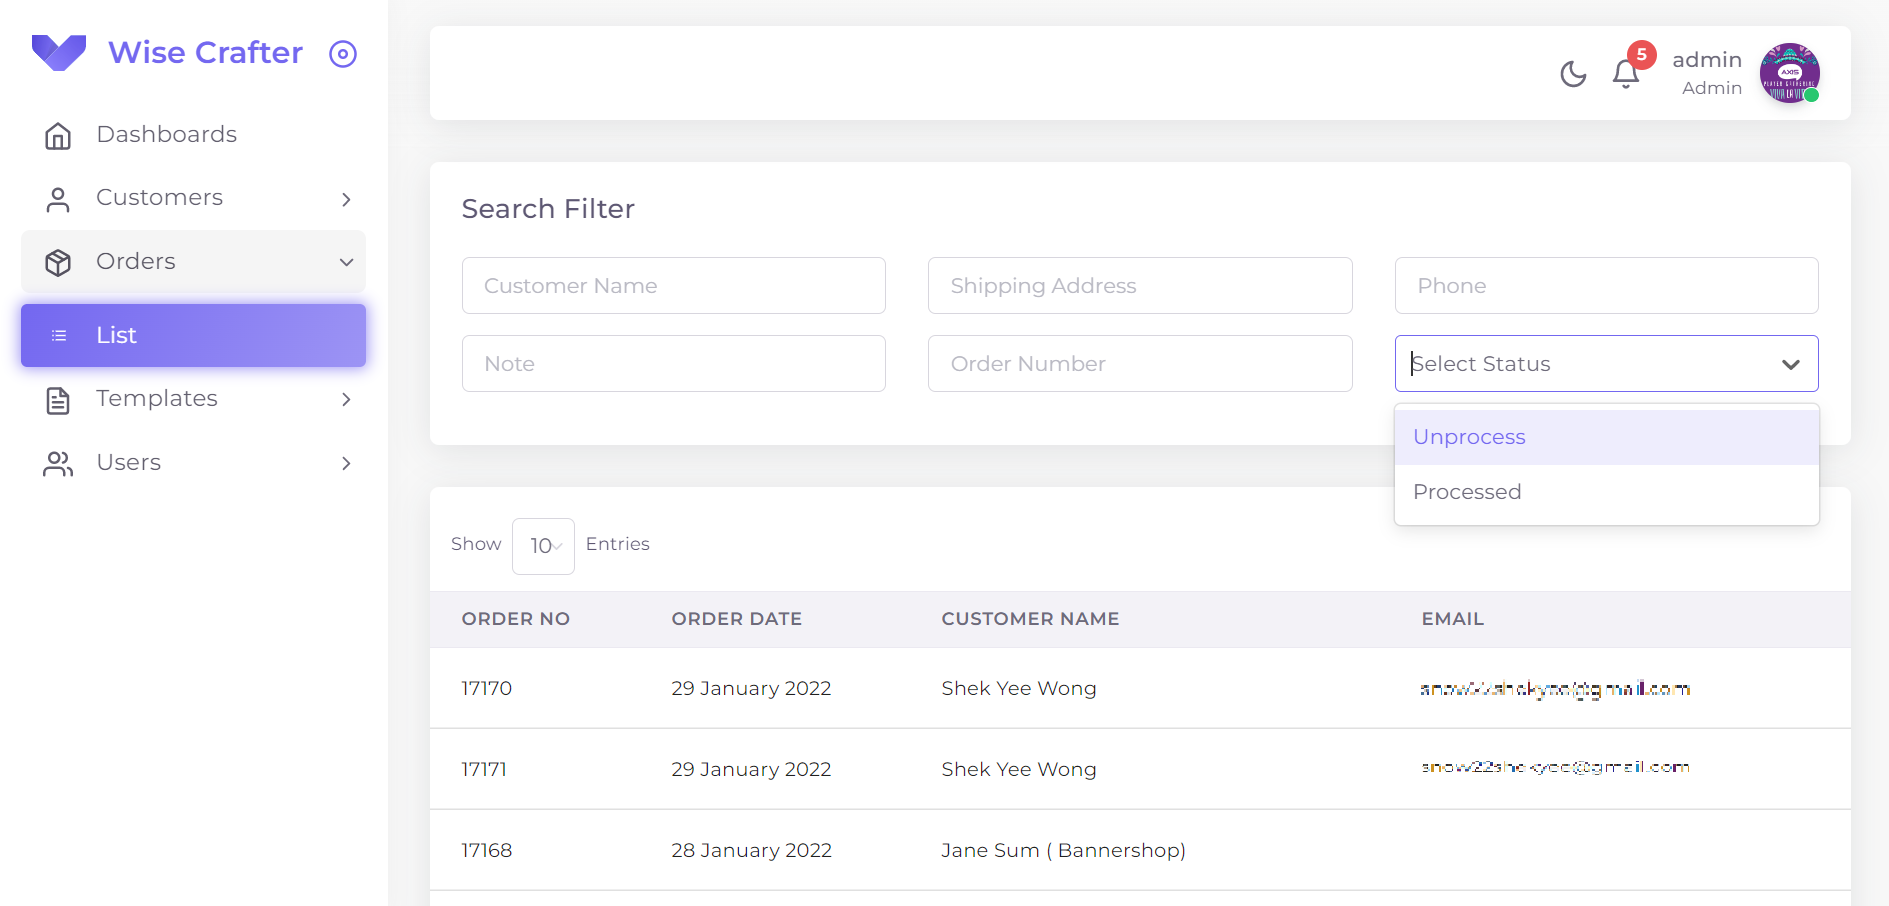 Wise Crafter
Dashboards
Customers
Orders
List
Templates
Users
5
admin
Admin
AXIS
Search Filter
Customer Name
Shipping Address
Phone
Note
Order Number
Select Status
Unprocess
Processed
Show 10 Entries
ORDER NO ORDER DATE CUSTOMER NAME EMAIL
17170 29 January 2022 Shek Yee Wong
17171 29 January 2022 Shek Yee Wong
17168 28 January 2022 Jane Sum ( Bannershop)